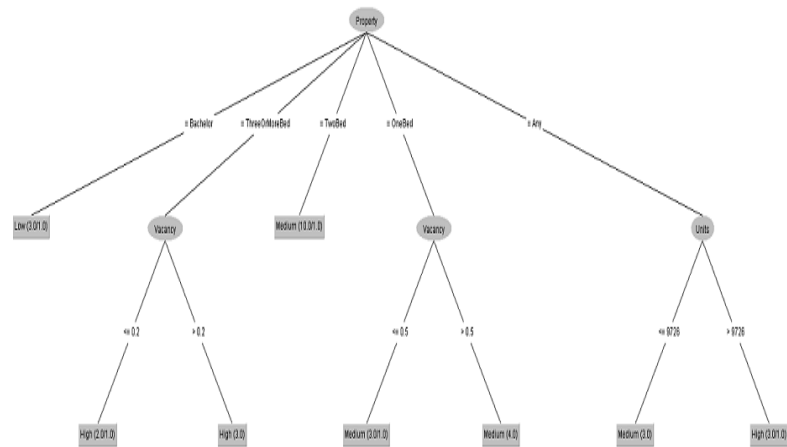 Property
= Bachelor = ThreeOrMoreBed = TwoBed = OneBed = Any
Low (3.0/1.0) Vacancy Medium (10.0/1.0) Vacancy Units
<= 0.2 > 0.2 <= 0.5 > 0.5 <= 9726 > 9726
High (2.0/1.0) High (3.0) Medium (3.0/1.0) Medium (4.0) Medium (3.0) High (3.0/1.0)